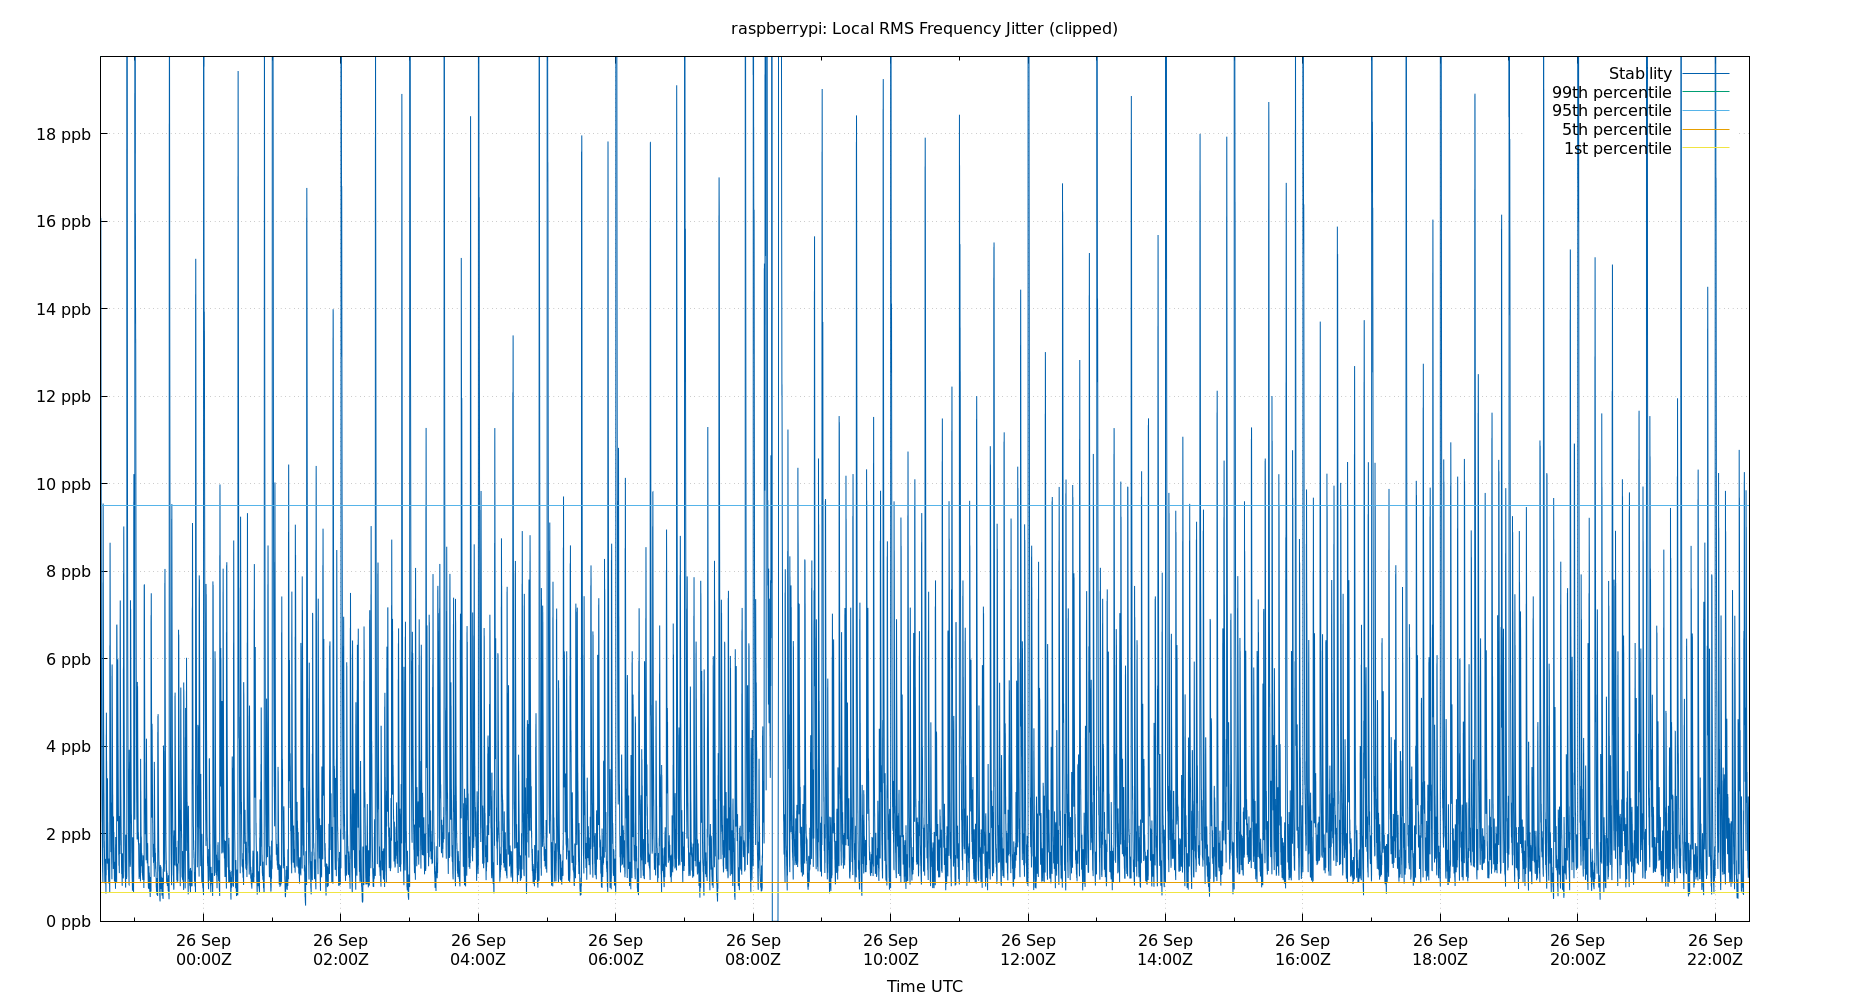 raspberrypi: Local RMS Frequency Jitter (clipped)
Stability
99th percentile
95th percentile
5th percentile
1st percentile
18 ppb
16 ppb
14 ppb
12 ppb
10 ppb
8 ppb
6 ppb
4 ppb
2 ppb
0 ppb
26 Sep 26 Sep 26 Sep 26 Sep 26 Sep 26 Sep 26 Sep 26 Sep 26 Sep 26 Sep 26 Sep 26 Sep
00:00Z 02:00Z 04:00Z 06:00Z 08:00Z 10:00Z 12:00Z 14:00Z 16:00Z 18:00Z 20:00Z 22:00Z
Time UTC